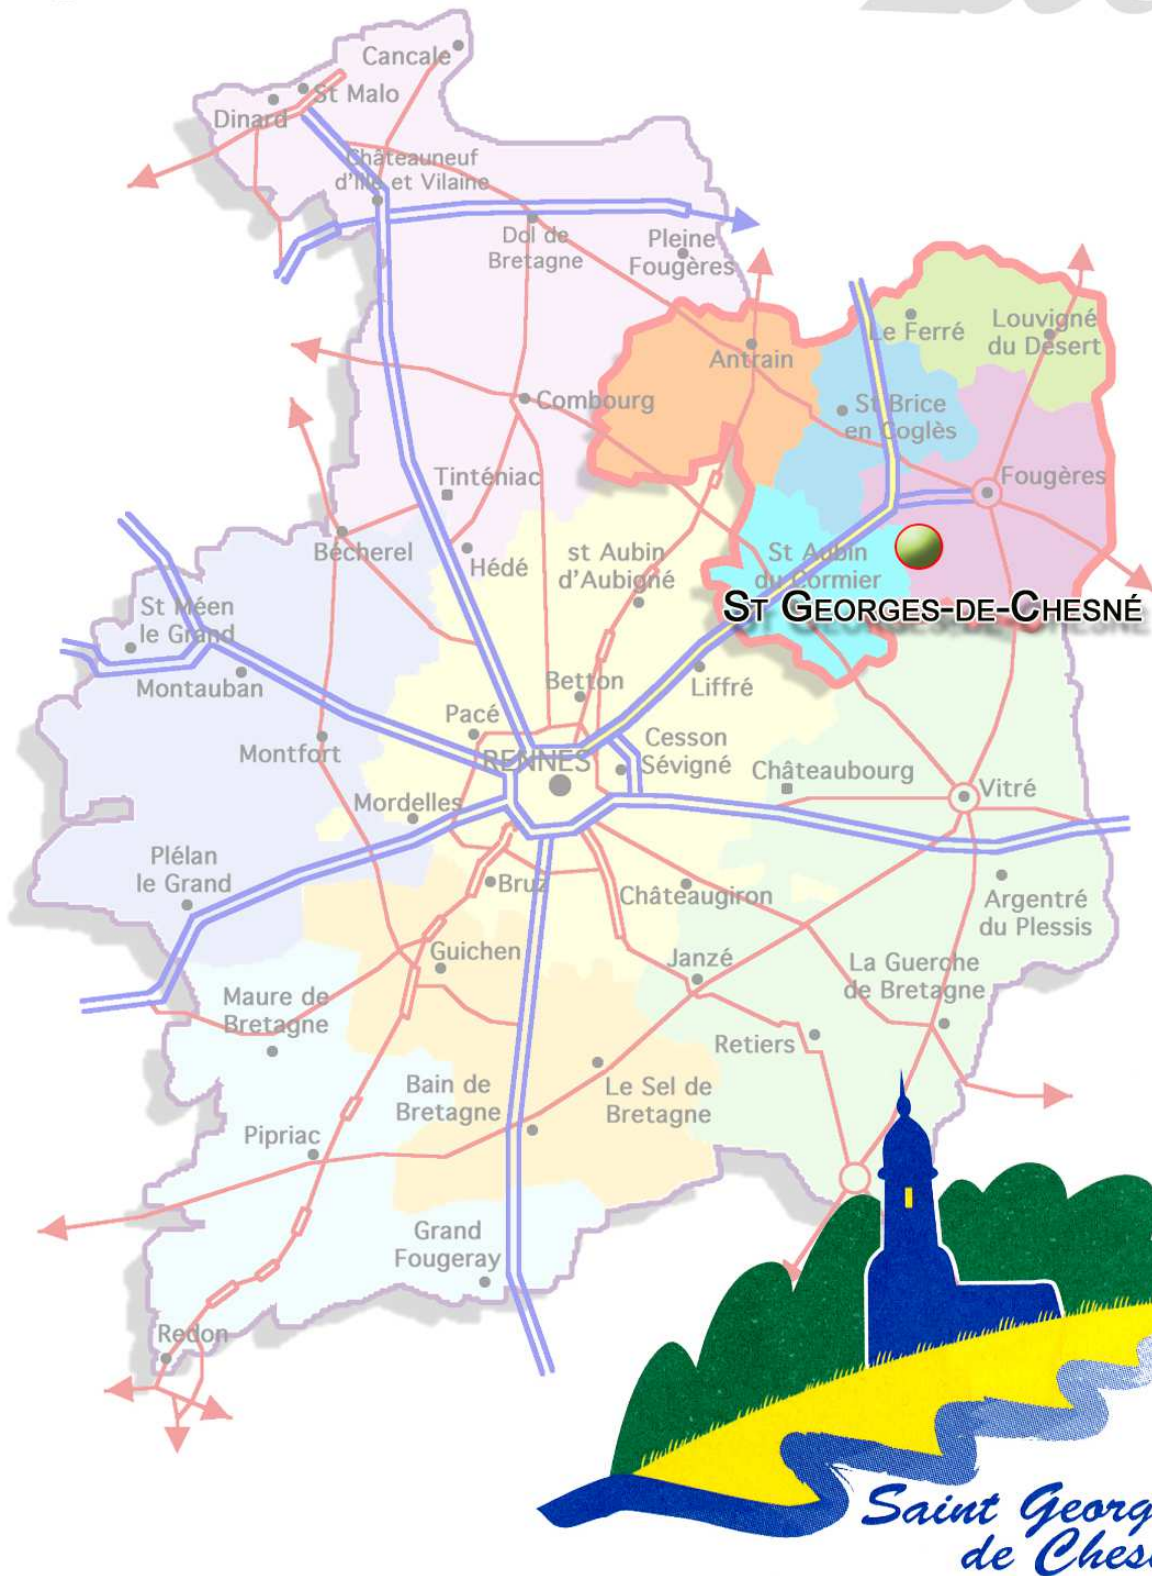 Cancale
St Malo
Dinard
Châteauneuf
d'Ille et Vilaine
Dol de
Bretagne
Pleine
Fougères
Le Ferré
Louvigné
du Désert
Antrain
Combourg
St Brice
en Coglès
Tinténiac
Fougères
Bécherel
Hédé
st Aubin
d'Aubigné
St Aubin
du Cormier
ST GEORGES-DE-CHESNÉ
St Méen
le Grand
Montauban
Betton
Liffré
Pacé
Montfort
RENNES
Cesson
Sévigné
Châteaubourg
Vitré
Mordelles
Plélan
le Grand
Bruz
Châteaugiron
Argentré
du Plessis
Guichen
Janzé
La Guerche
de Bretagne
Maure de
Bretagne
Retiers
Bain de
Bretagne
Le Sel de
Bretagne
Pipriac
Grand
Fougeray
Redon
Saint Georg
de Ches